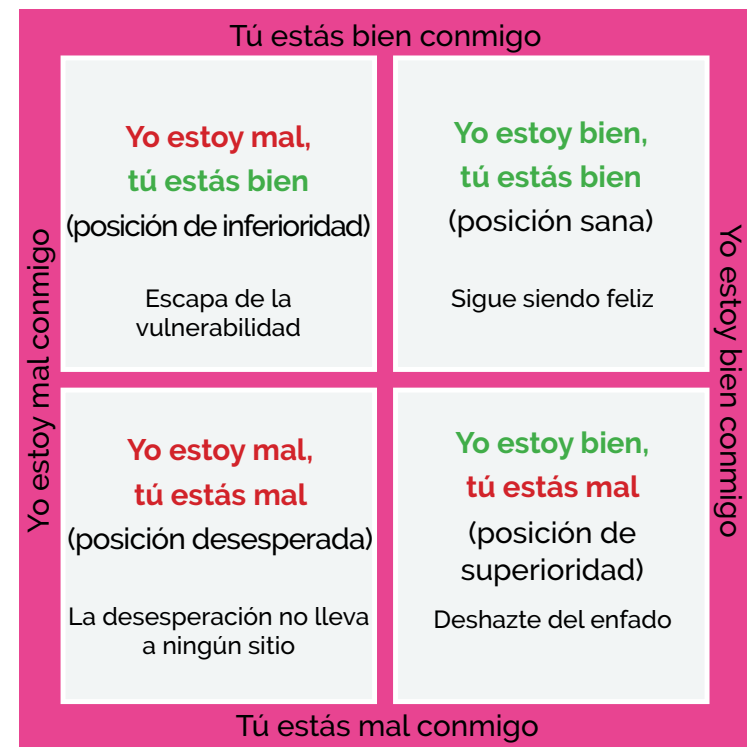 Tú estás bien conmigo
Yo estoy mal conmigo
Yo estoy mal,
tú estás bien
(posición de inferioridad)
Escapa de la
vulnerabilidad
Yo estoy bien,
tú estás bien
(posición sana)
Sigue siendo feliz
Yo estoy bien conmigo
Yo estoy mal,
tú estás mal
(posición desesperada)
La desesperación no lleva
a ningún sitio
Yo estoy bien,
tú estás mal
(posición de
superioridad)
Deshazte del enfado
Tú estás mal conmigo